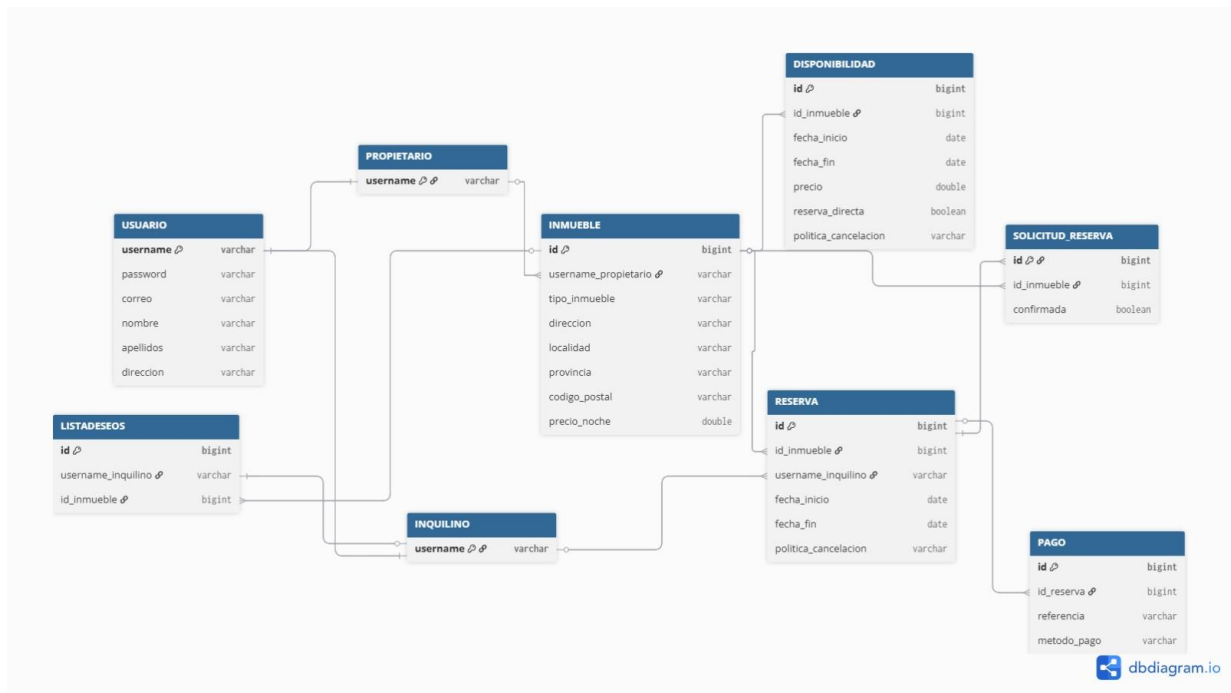 DISPONIBILIDAD
id bigint
id_inmueble bigint
fecha_inicio date
fecha_fin date
precio double
reserva_directa boolean
politica_cancelacion varchar
PROPIETARIO
username varchar
USUARIO
username varchar
password varchar
correo varchar
nombre varchar
apellidos varchar
direccion varchar
INMUEBLE
id bigint
username_propietario varchar
tipo_inmueble varchar
direccion varchar
localidad varchar
provincia varchar
codigo_postal varchar
precio_noche double
SOLICITUD_RESERVA
id bigint
id_inmueble bigint
confirmada boolean
LISTADESEOS
id bigint
username_inquilino varchar
id_inmueble bigint
RESERVA
id bigint
id_inmueble bigint
username_inquilino varchar
fecha_inicio date
fecha_fin date
politica_cancelacion varchar
INQUILINO
username varchar
PAGO
id bigint
id_reserva bigint
referencia varchar
metodo_pago varchar
dbdiagram.io